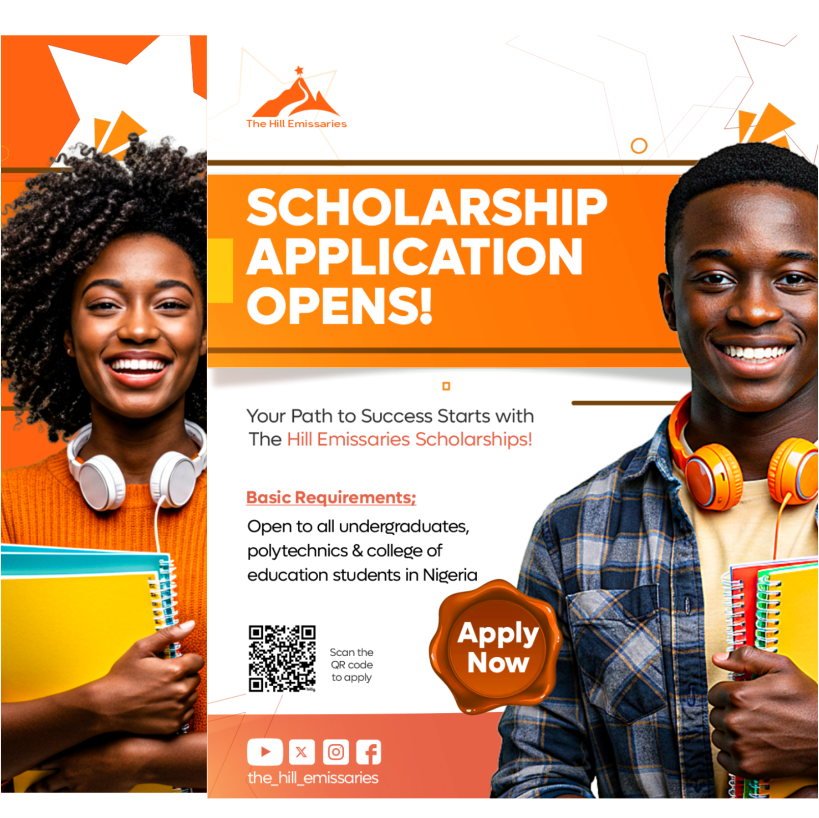 The Hill Emissaries
SCHOLARSHIP
APPLICATION
OPENS!
Your Path to Success Starts with
The Hill Emissaries Scholarships!
Basic Requirements;
Open to all undergraduates,
polytechnics & college of
education students in Nigeria
Scan the
QR code
to apply
Apply
Now
the_hill_emissaries